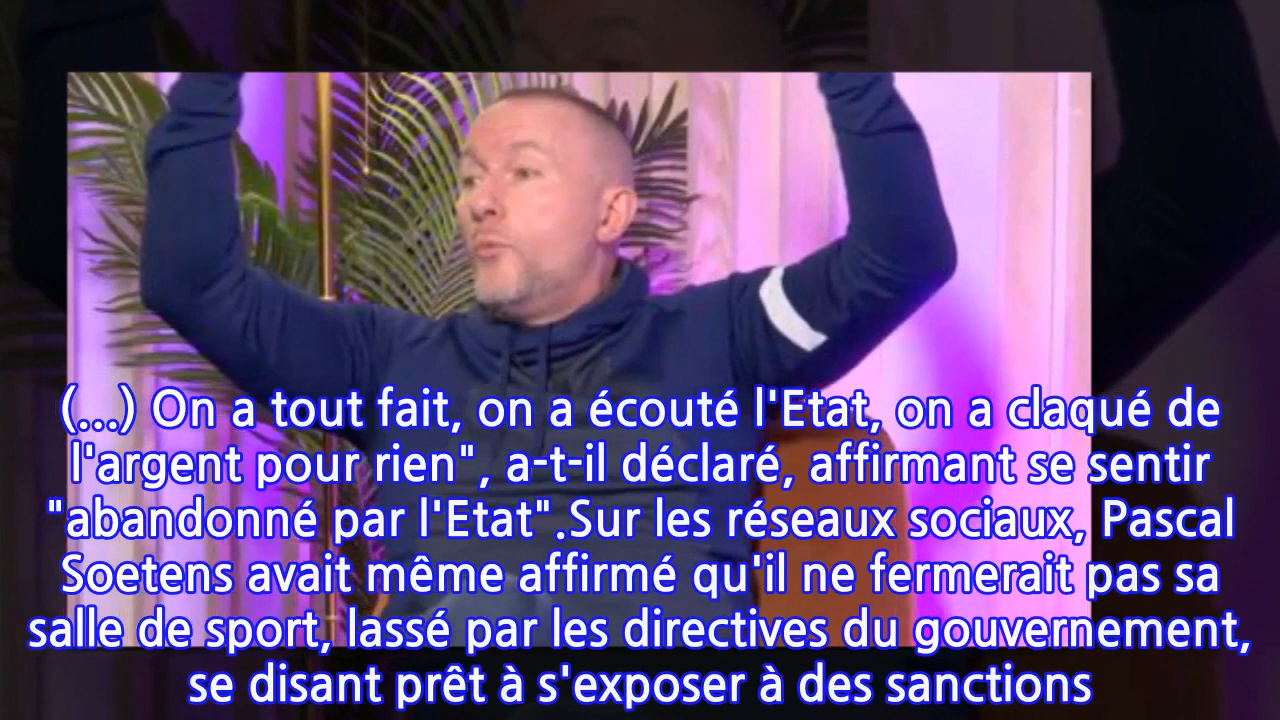 (...) On a tout fait, on a écouté l'Etat, on a claqué de
l'argent pour rien", a-t-il déclaré, affirmant se sentir
"abandonné par l'Etat".Sur les réseaux sociaux, Pascal
Soetens avait même affirmé qu'il ne fermerait pas sa
salle de sport, lassé par les directives du gouvernement,
se disant prêt à s'exposer à des sanctions